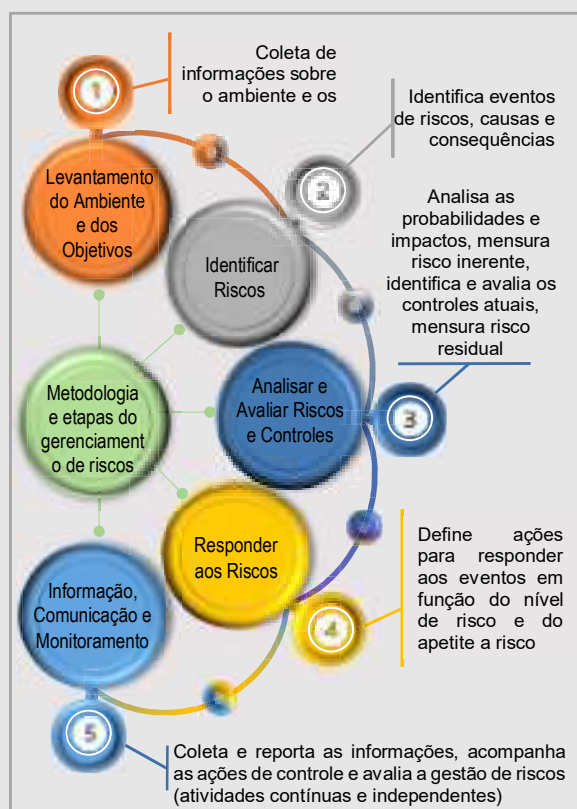 1
Coleta de
informações sobre
o ambiente e os
Levantamento
do Ambiente
e dos
Objetivos
2
Identifica eventos
de riscos, causas e
consequências
Identificar
Riscos
Analisa as
probabilidades e
impactos, mensura
risco inerente,
identifica e avalia os
controles atuais,
mensura risco
residual
Analisar e
Avaliar Riscos
e Controles
3
Metodologia
e etapas do
gerenciament
o de riscos
Responder
aos Riscos
4
Define ações
para responder
aos eventos em
função do nível
de risco e do
apetite a risco
Informação,
Comunicação e
Monitoramento
5
Coleta e reporta as informações, acompanha
as ações de controle e avalia a gestão de riscos
(atividades contínuas e independentes)